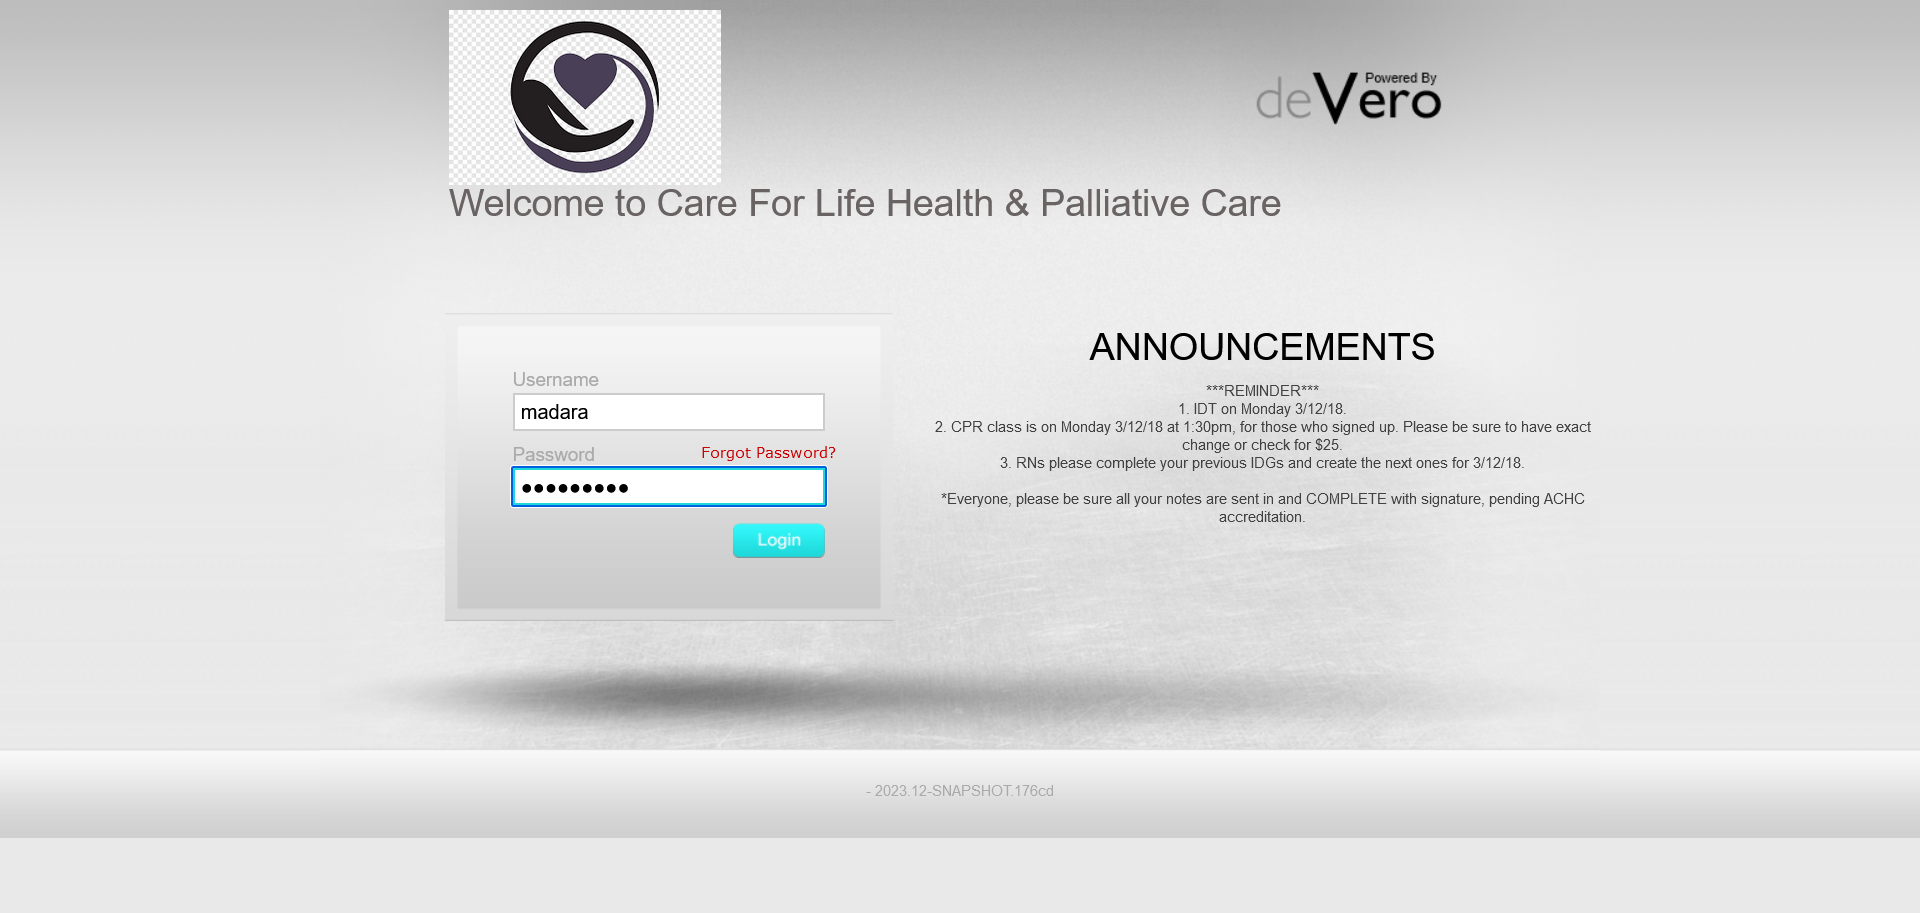 Powered By
deVero
Welcome to Care For Life Health & Palliative Care
Username
madara
Password
Forgot Password?
●●●●●●●●●
Login
ANNOUNCEMENTS
***REMINDER***
1. IDT on Monday 3/12/18.
2. CPR class is on Monday 3/12/18 at 1:30pm, for those who signed up. Please be sure to have exact
change or check for $25.
3. RNs please complete your previous IDGs and create the next ones for 3/12/18.
*Everyone, please be sure all your notes are sent in and COMPLETE with signature, pending ACHC
accreditation.
- 2023.12-SNAPSHOT.176cd